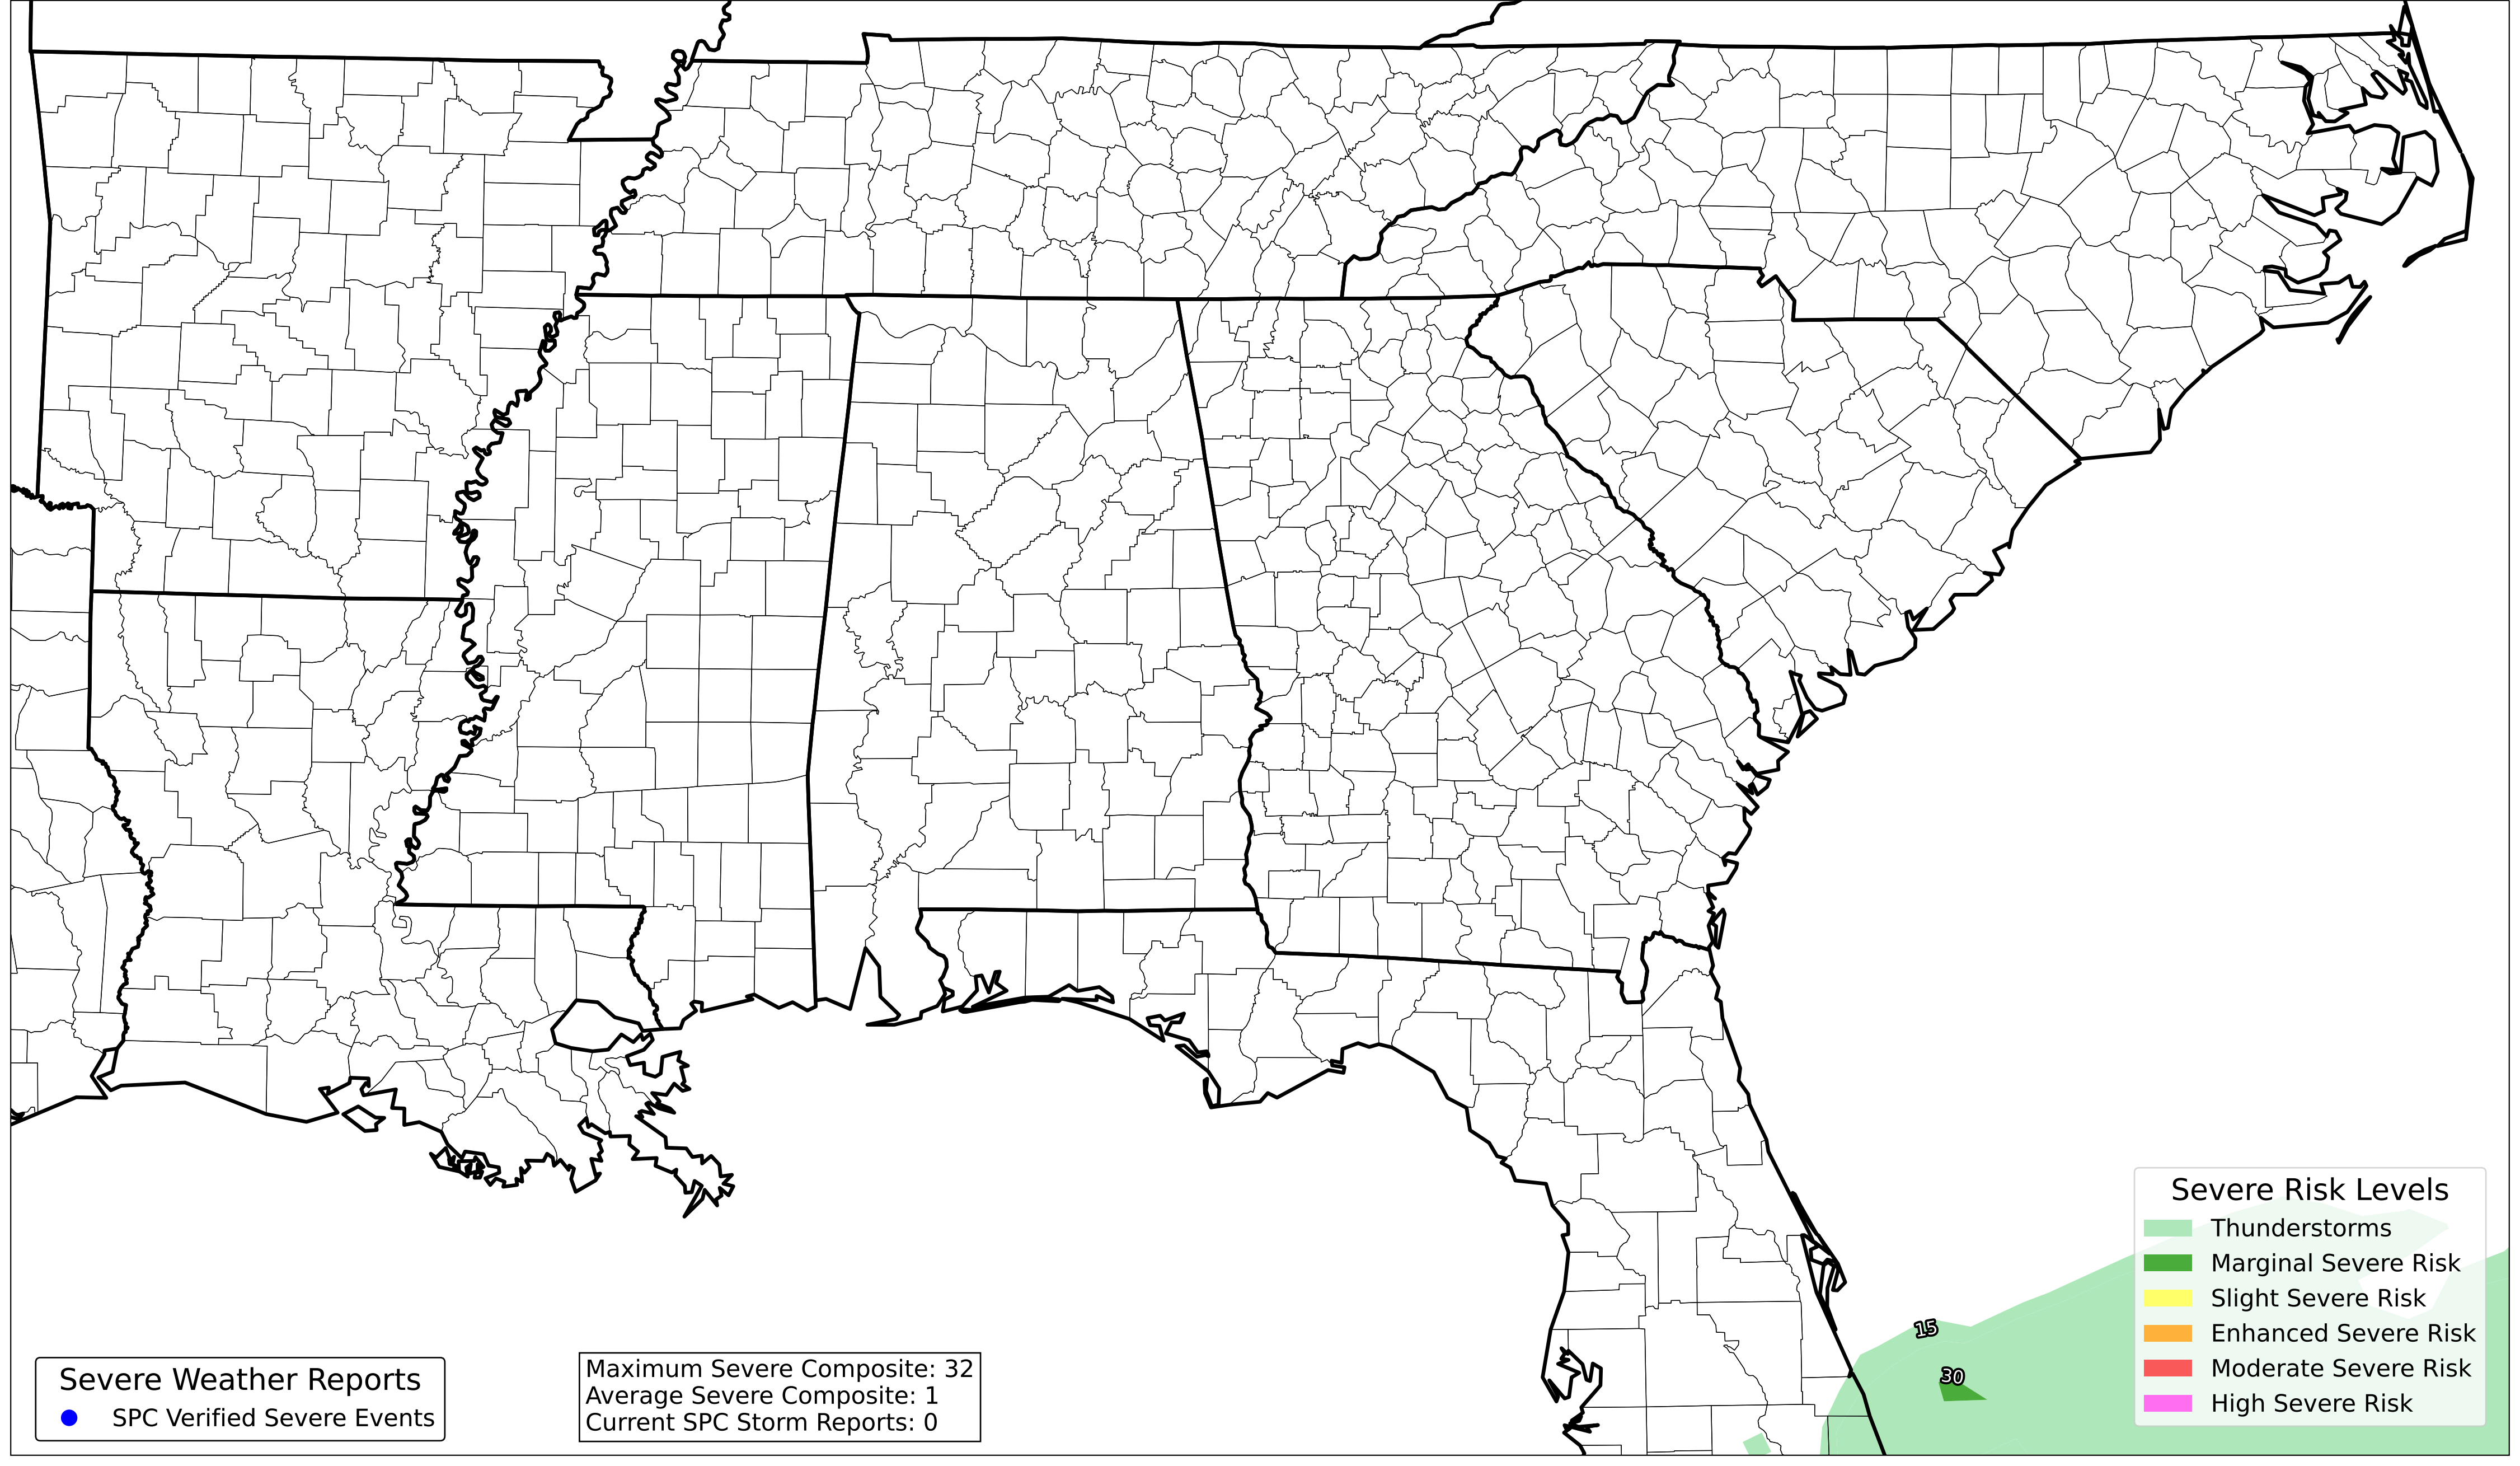 15
30
Severe Risk Levels
Thunderstorms
Marginal Severe Risk
Slight Severe Risk
Enhanced Severe Risk
Moderate Severe Risk
High Severe Risk
Severe Weather Reports
SPC Verified Severe Events
Maximum Severe Composite: 32
Average Severe Composite: 1
Current SPC Storm Reports: 0